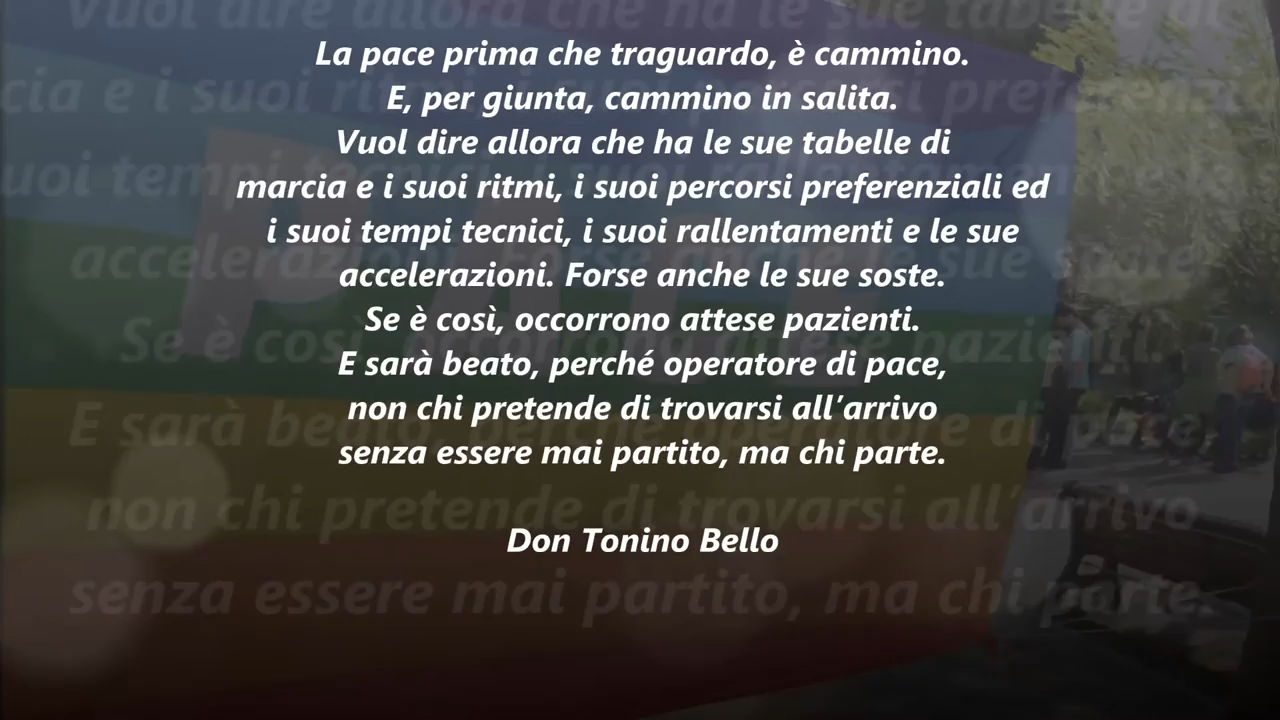 La pace prima che traguardo, è cammino.
E, per giunta, cammino in salita.
Vuol dire allora che ha le sue tabelle di
marcia e i suoi ritmi, i suoi percorsi preferenziali ed
i suoi tempi tecnici, i suoi rallentamenti e le sue
accelerazioni. Forse anche le sue soste.
Se è così, occorrono attese pazienti.
E sarà beato, perché operatore di pace,
non chi pretende di trovarsi all’arrivo
senza essere mai partito, ma chi parte.
Don Tonino Bello